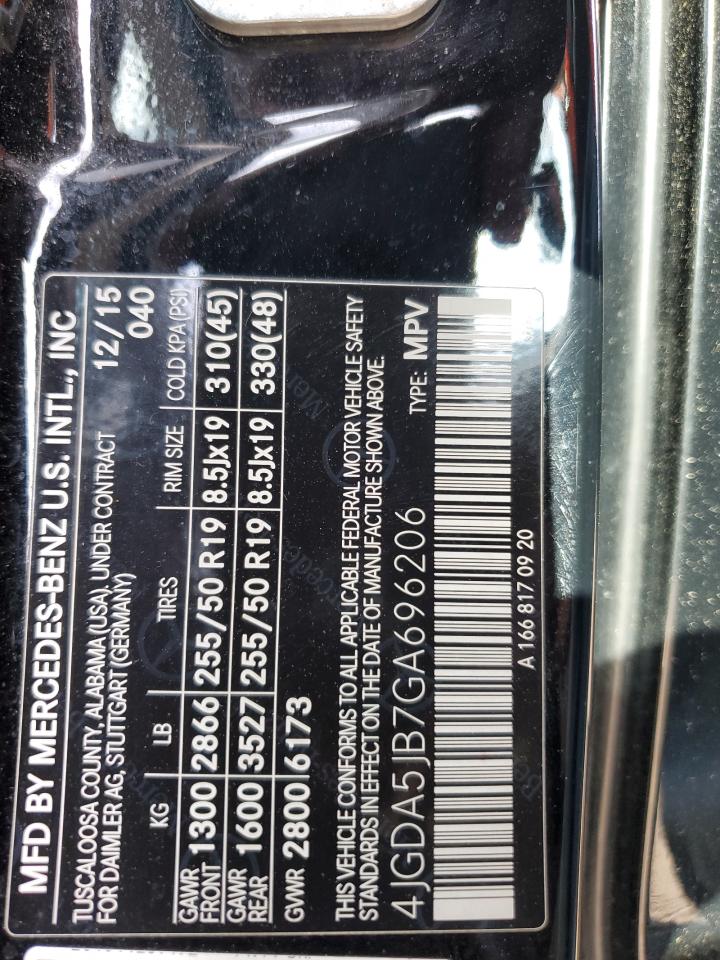 MFD BY MERCEDES-BENZ U.S. INTL., INC
TUSCALOOSA COUNTY, ALABAMA (USA), UNDER CONTRACT 12/15
FOR DAIMLER AG, STUTTGART (GERMANY) 040
KG LB TIRES RIM SIZE COLD KPA (PSI)
GAWR FRONT 1300 2866 255/50 R19 8.5Jx19 310(45)
GAWR REAR 1600 3527 255/50 R19 8.5Jx19 330(48)
GVWR 2800 6173
THIS VEHICLE CONFORMS TO ALL APPLICABLE FEDERAL MOTOR VEHICLE SAFETY
STANDARDS IN EFFECT ON THE DATE OF MANUFACTURE SHOWN ABOVE.
4JGDA5JB7GA696206 TYPE: MPV
A 166 817 09 20